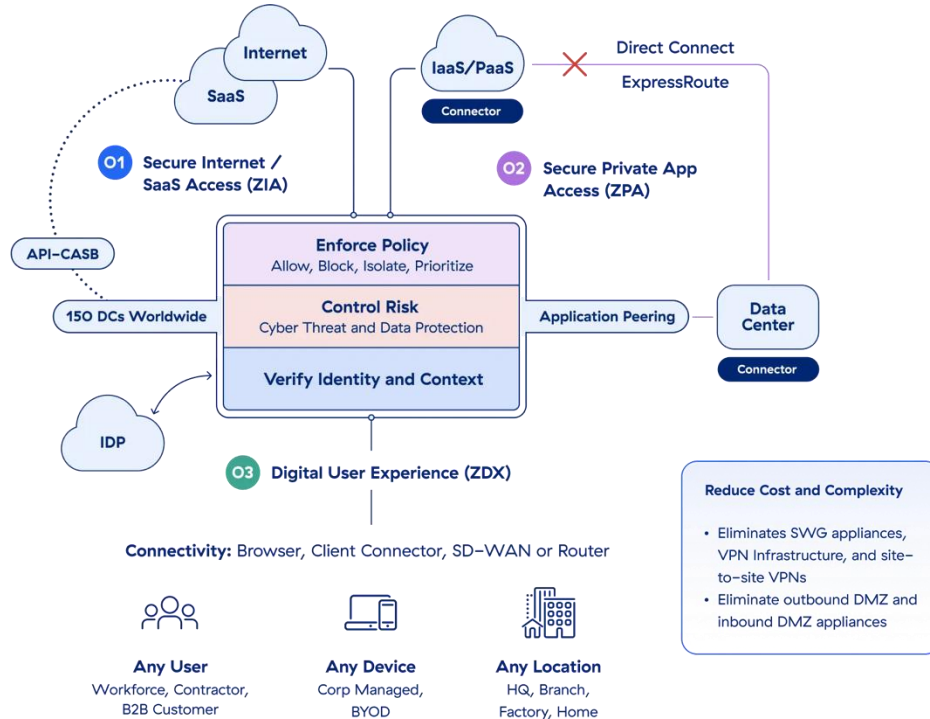 Internet
SaaS
IaaS/PaaS
Connector
Direct Connect
ExpressRoute
01
Secure Internet /
SaaS Access (ZIA)
02
Secure Private App
Access (ZPA)
API-CASB
Enforce Policy
Allow, Block, Isolate, Prioritize
150 DCs Worldwide
Control Risk
Cyber Threat and Data Protection
Application Peering
Data
Center
Connector
Verify Identity and Context
IDP
03
Digital User Experience (ZDX)
Connectivity: Browser, Client Connector, SD-WAN or Router
Any User
Workforce, Contractor,
B2B Customer
Any Device
Corp Managed,
BYOD
Any Location
HQ, Branch,
Factory, Home
Reduce Cost and Complexity
• Eliminates SWG appliances,
VPN Infrastructure, and site-
to-site VPNs
• Eliminate outbound DMZ and
inbound DMZ appliances